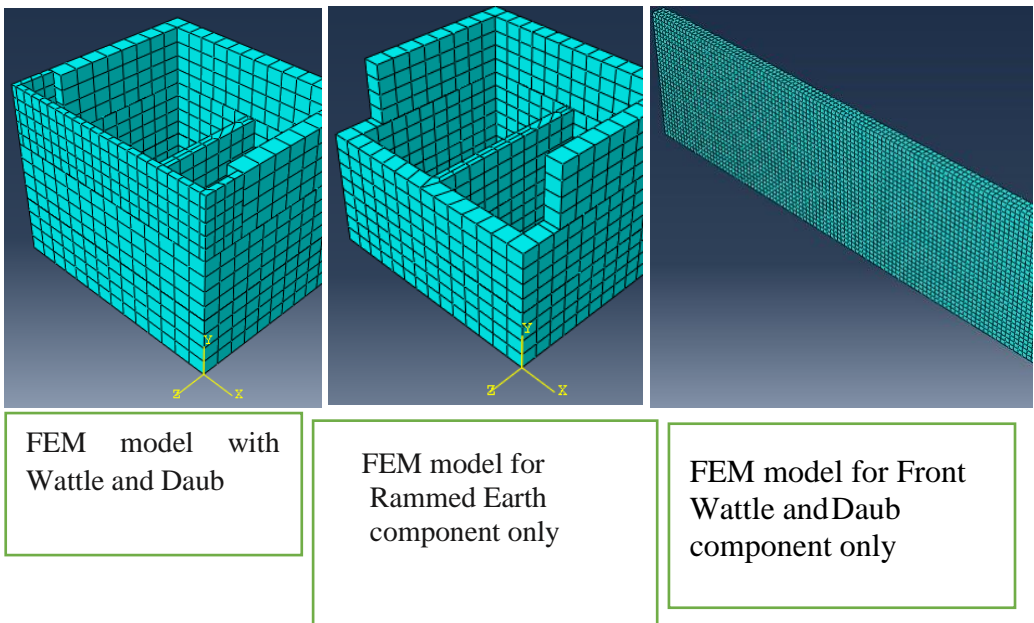 Y
Z
X
Y
Z
X
FEM model with
Wattle and Daub
FEM model for
Rammed Earth
component only
FEM model for Front
Wattle and Daub
component only